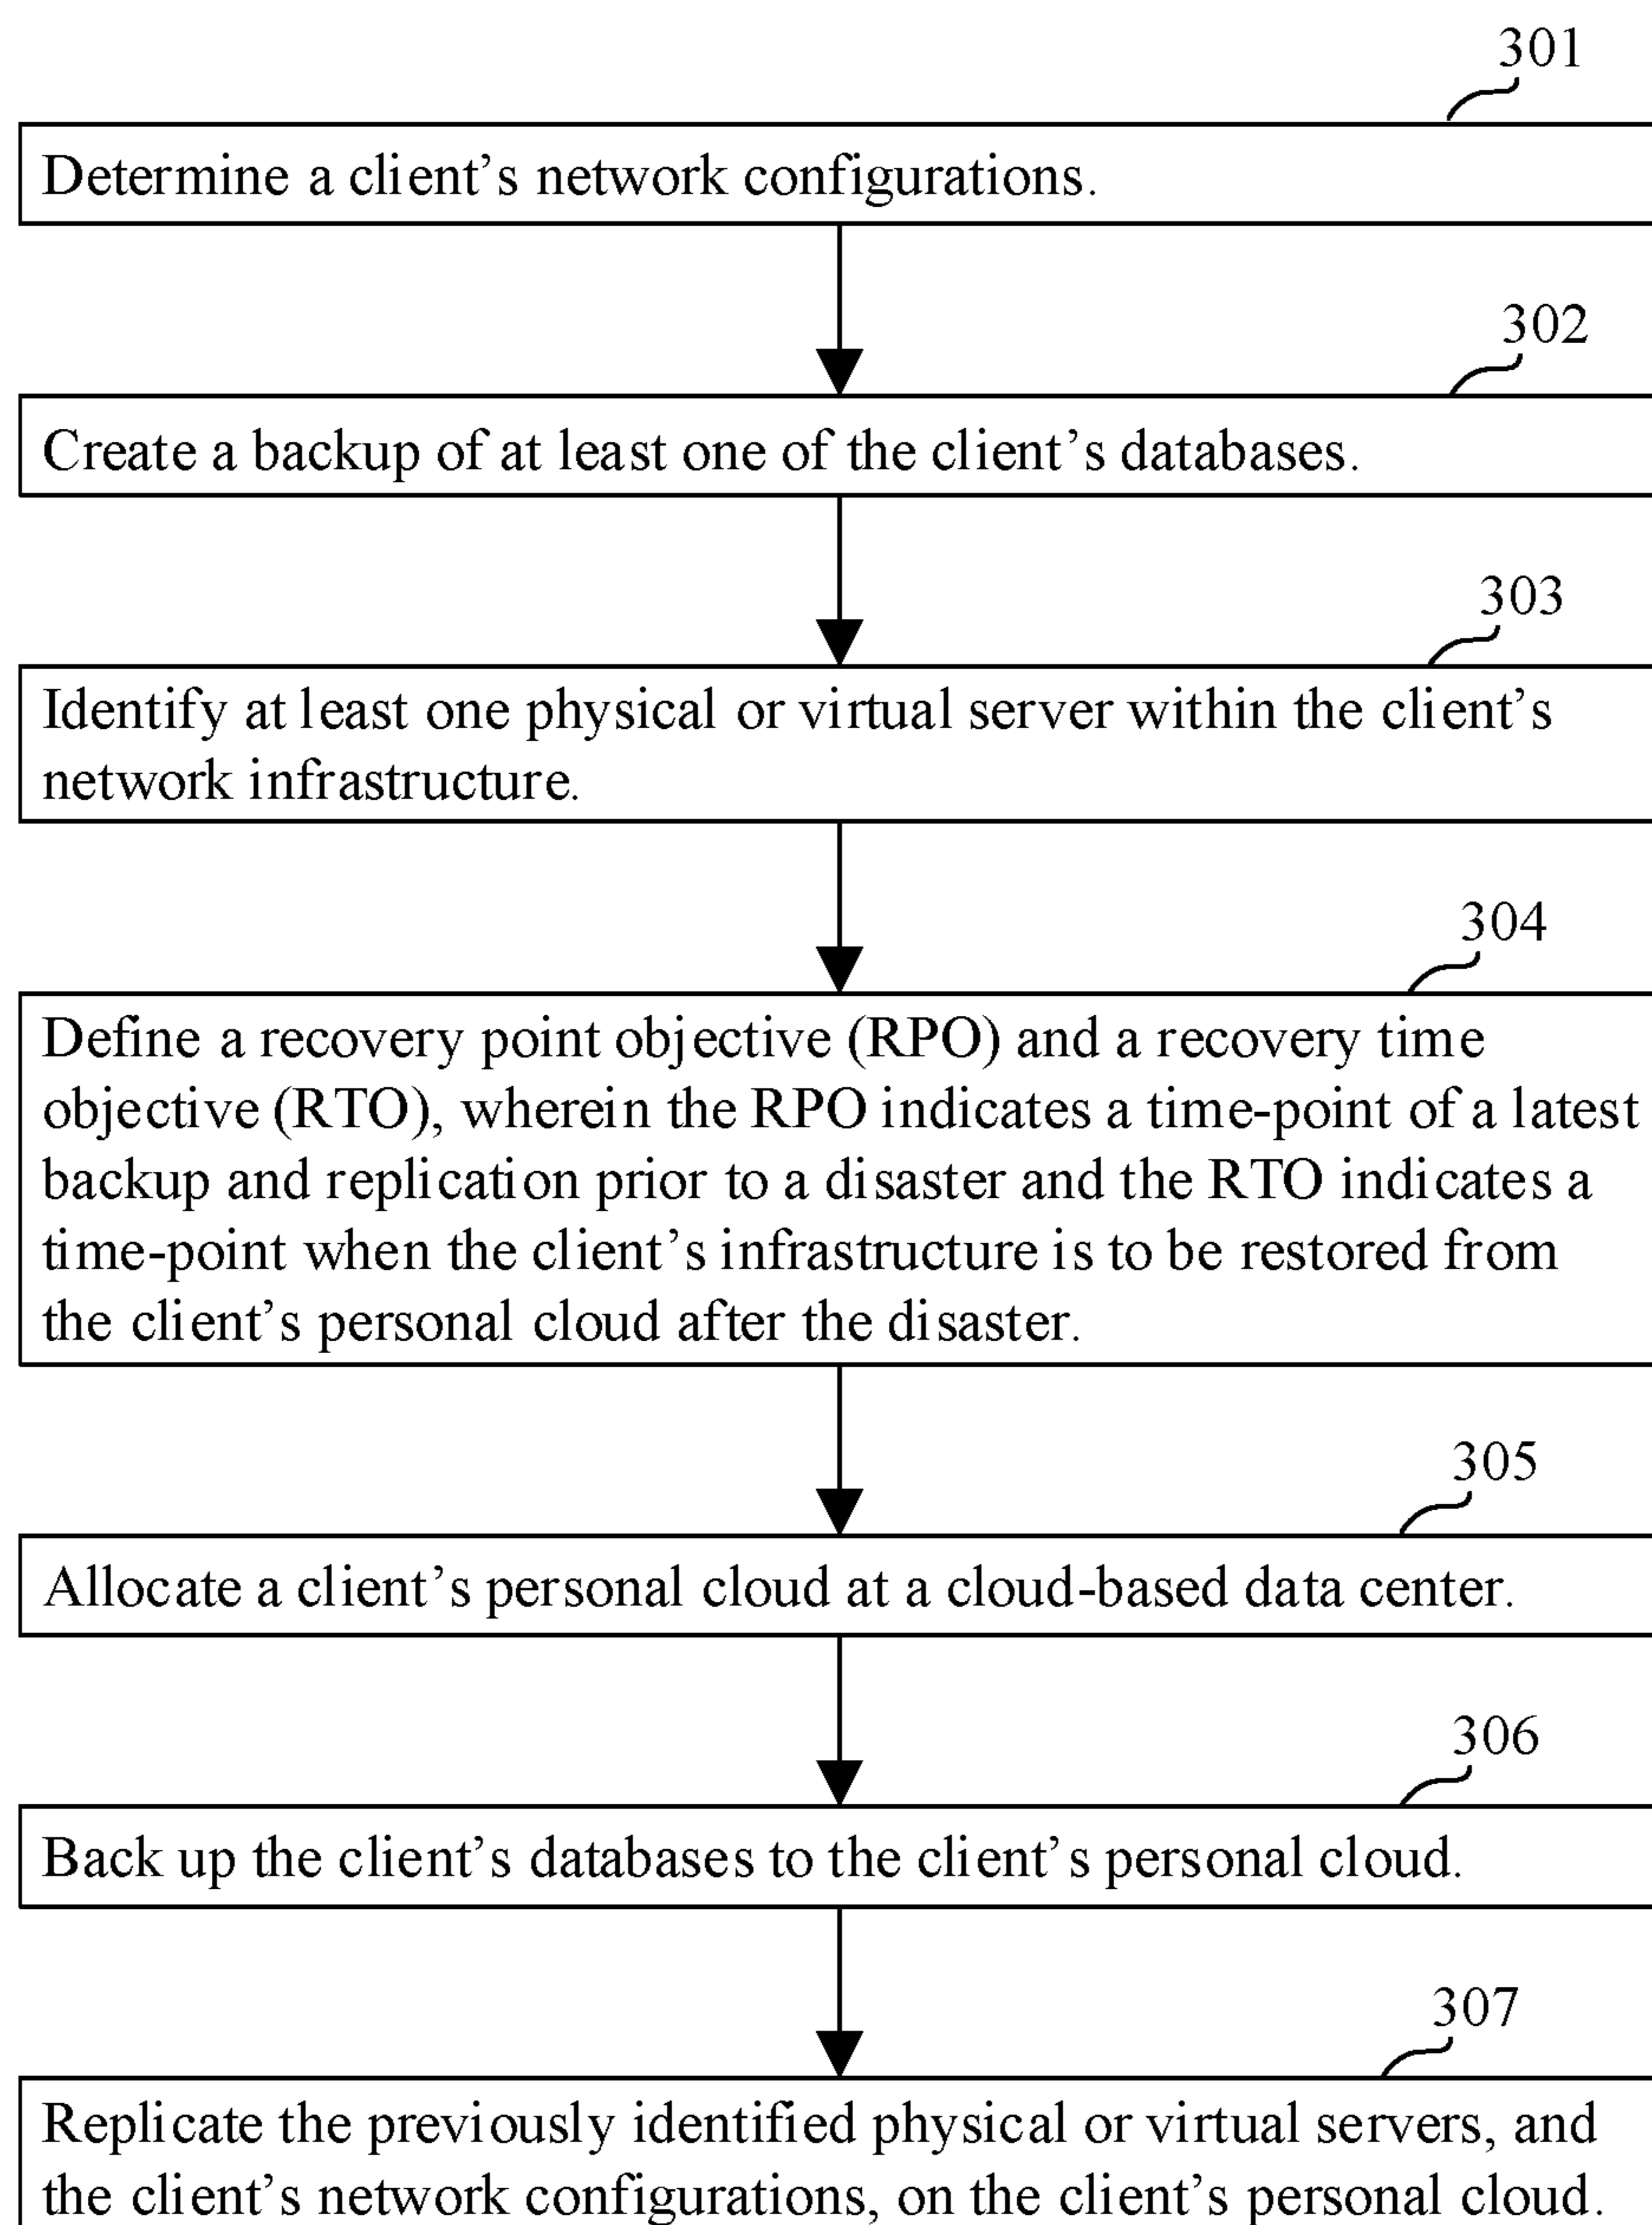 301
Determine a client’s network configurations.
302
Create a backup of at least one of the client’s databases.
303
Identify at least one physical or virtual server within the client’s
network infrastructure.
304
Define a recovery point objective (RPO) and a recovery time
objective (RTO), wherein the RPO indicates a time-point of a latest
backup and replication prior to a disaster and the RTO indicates a
time-point when the client’s infrastructure is to be restored from
the client’s personal cloud after the disaster.
305
Allocate a client’s personal cloud at a cloud-based data center.
306
Back up the client’s databases to the client’s personal cloud.
307
Replicate the previously identified physical or virtual servers, and
the client’s network configurations, on the client’s personal cloud.